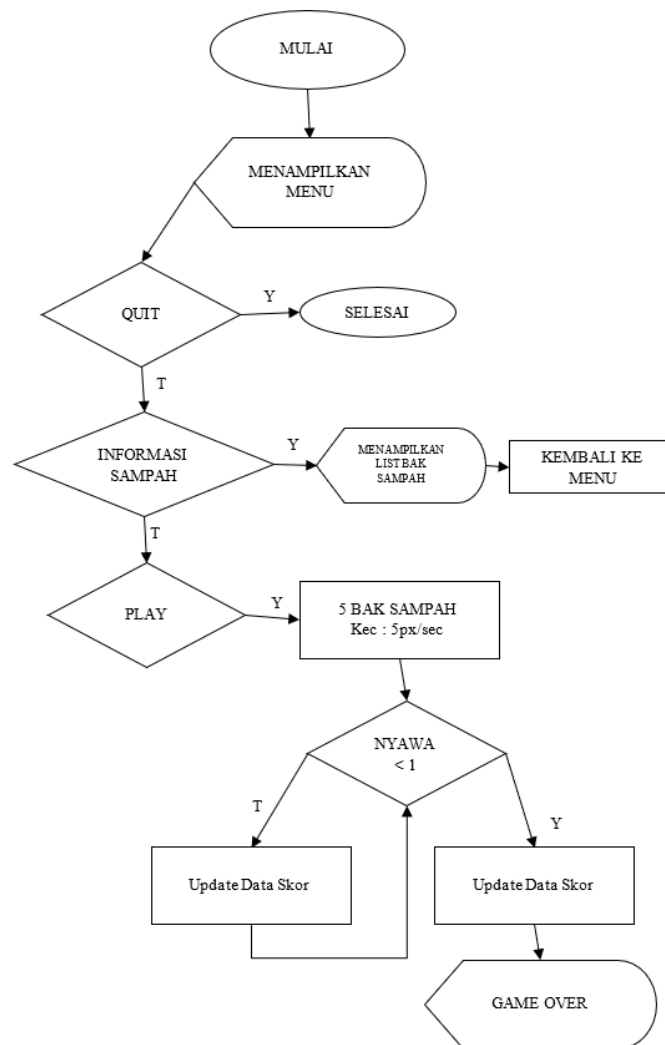 MULAI
MENAMPILKAN
MENU
QUIT
Y
SELESAI
T
INFORMASI
SAMPAH
Y
MENAMPILKAN
LIST BAK
SAMPAH
KEMBALI KE
MENU
T
PLAY
Y
5 BAK SAMPAH
Kec : 5px/sec
NYAWA
< 1
T
Y
Update Data Skor
Update Data Skor
GAME OVER